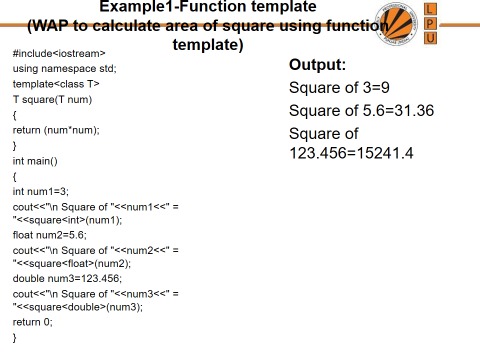 Example1-Function template
(WAP to calculate area of square using function
template)
#include<iostream>
using namespace std;
template<class T>
T square(T num)
{
return (num*num);
}
int main()
{
int num1=3;
cout<<"\n Square of "<<num1<<" =
"<<square<int>(num1);
float num2=5.6;
cout<<"\n Square of "<<num2<<" =
"<<square<float>(num2);
double num3=123.456;
cout<<"\n Square of "<<num3<<" =
"<<square<double>(num3);
return 0;
}
Output:
Square of 3=9
Square of 5.6=31.36
Square of
123.456=15241.4
L
P
U